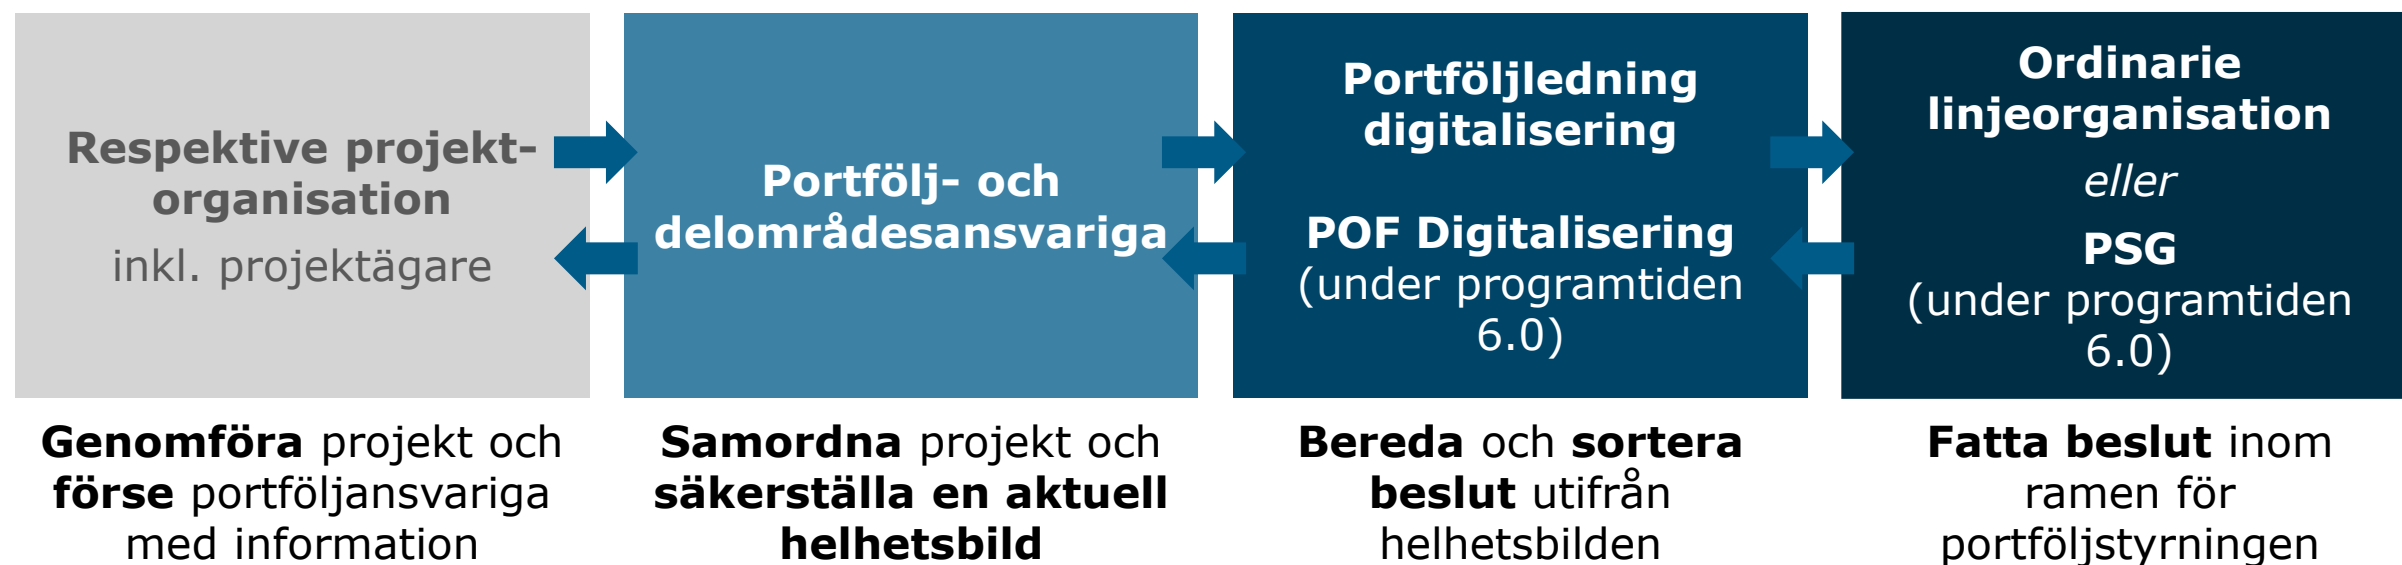 Respektive projekt-
organisation
inkl. projektägare
Portfölj- och
delområdesansvariga
Portföljledning
digitalisering
POF Digitalisering
(under programtiden
6.0)
Ordinarie
linjeorganisation
eller
PSG
(under programtiden
6.0)
Genomföra projekt och
förse portföljansvariga
med information
Samordna projekt och
säkerställa en aktuell
helhetsbild
Bereda och sortera
beslut utifrån
helhetsbilden
Fatta beslut inom
ramen för
portföljstyrningen